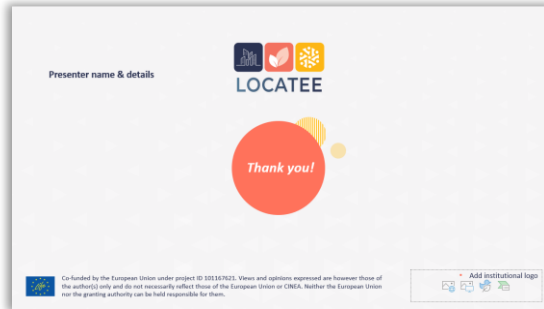 Presenter name & details
LOCATEE
Thank you!
Co-funded by the European Union under project ID 101167621. Views and opinions expressed are however those of
the author(s) only and do not necessarily reflect those of the European Union or CINEA. Neither the European Union
nor the granting authority can be held responsible for them.
* Add institutional logo